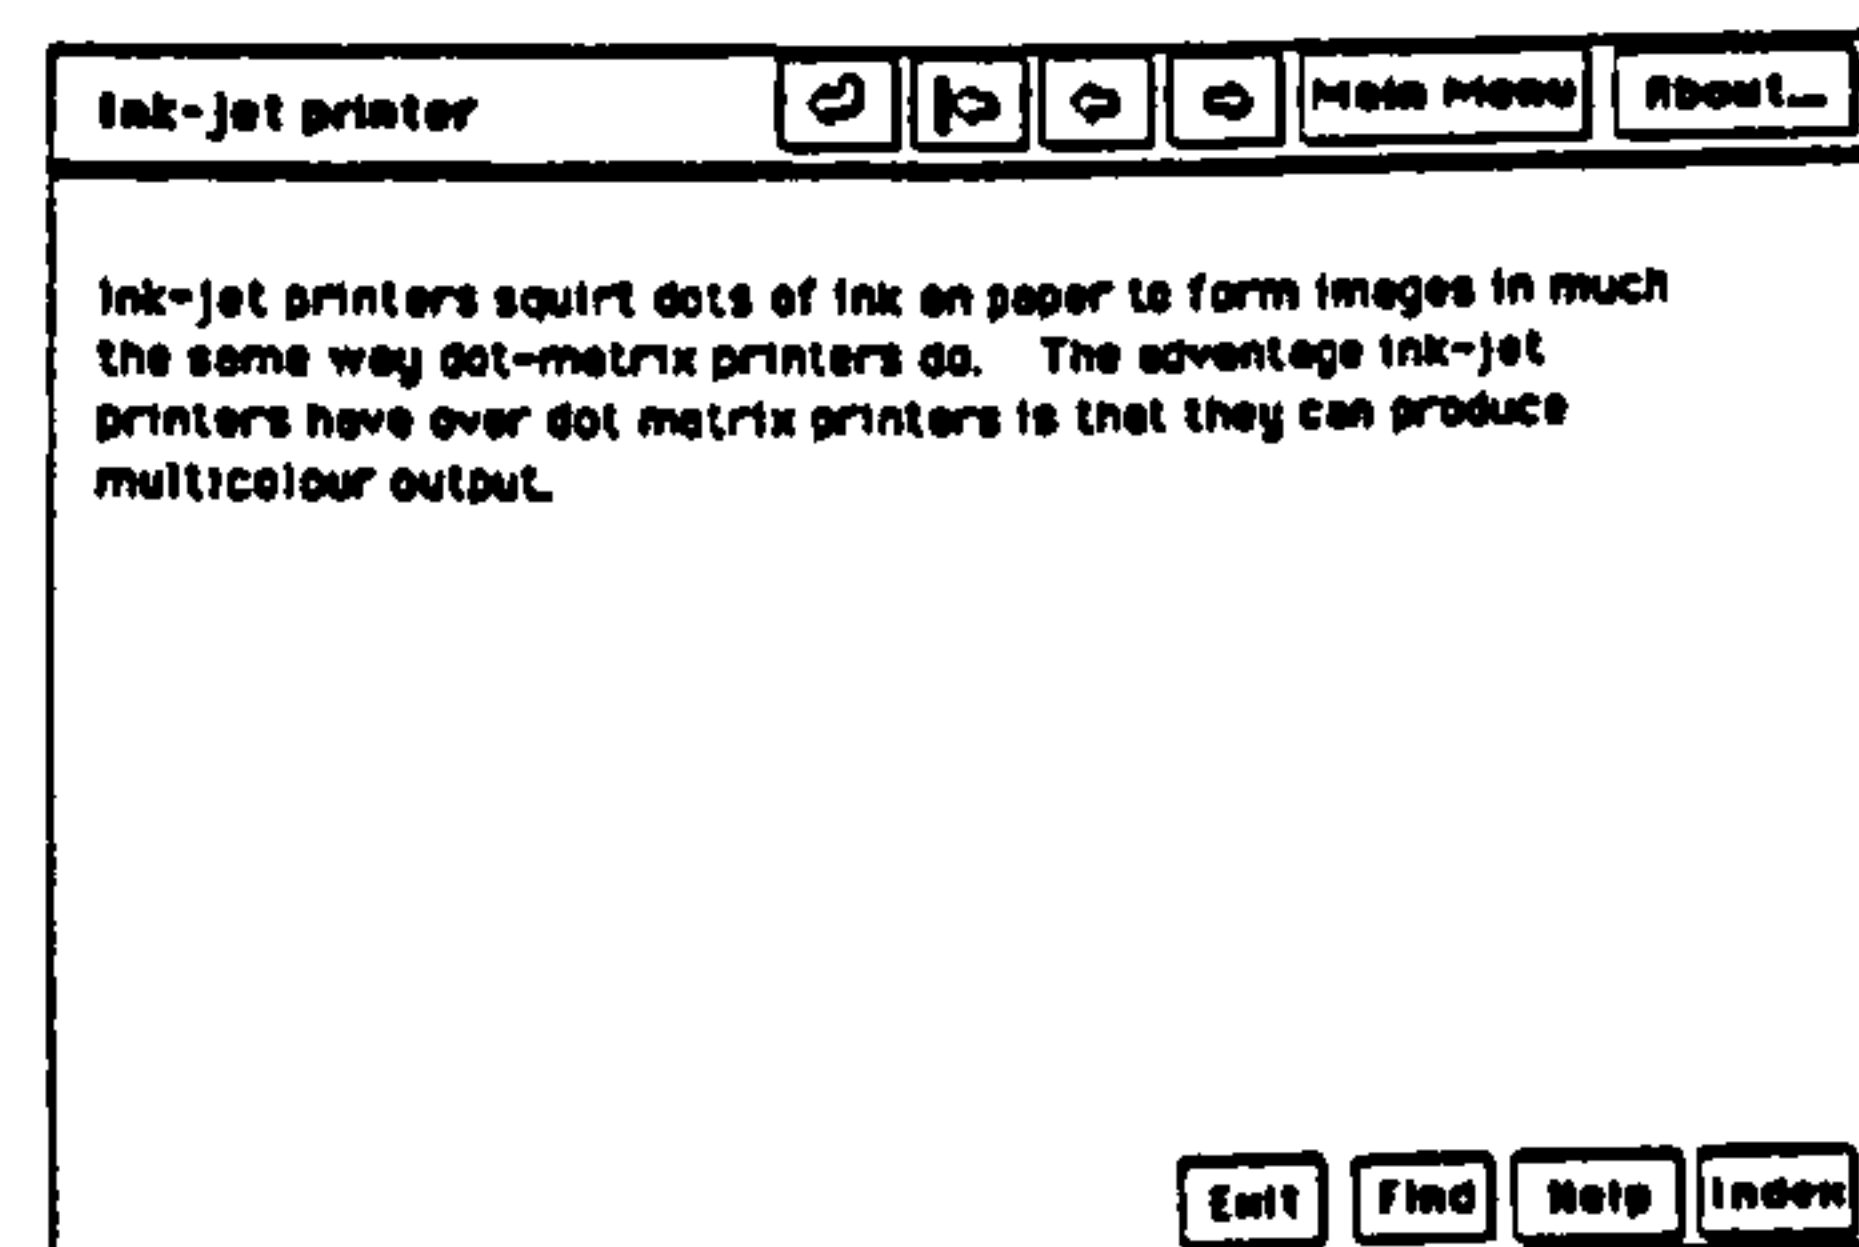 Ink-jet printer
Main Menu
About...
Ink-jet printers squirt dots of ink on paper to form images in much
the same way dot-matrix printers do. The advantage ink-jet
printers have over dot matrix printers is that they can produce
multicolour output.
Exit
Find
Help
Index